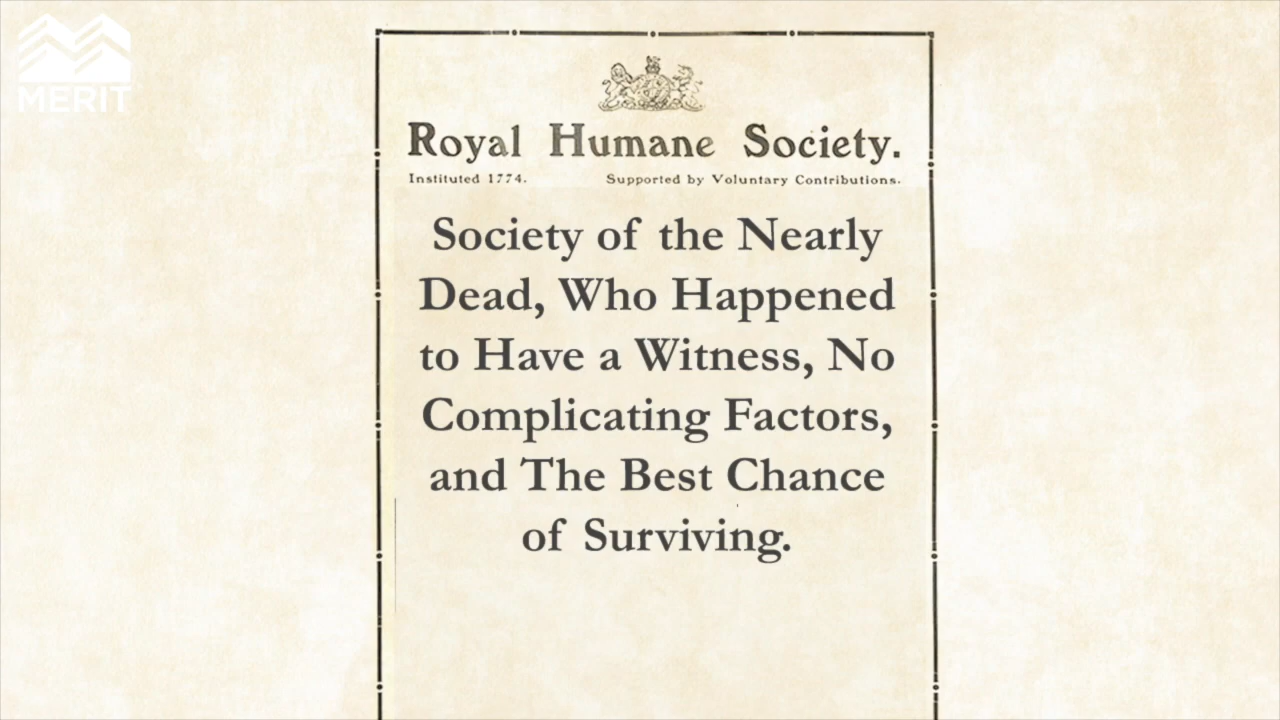 MERIT
Royal Humane Society.
Instituted 1774. Supported by Voluntary Contributions.
Society of the Nearly
Dead, Who Happened
to Have a Witness, No
Complicating Factors,
and The Best Chance
of Surviving.